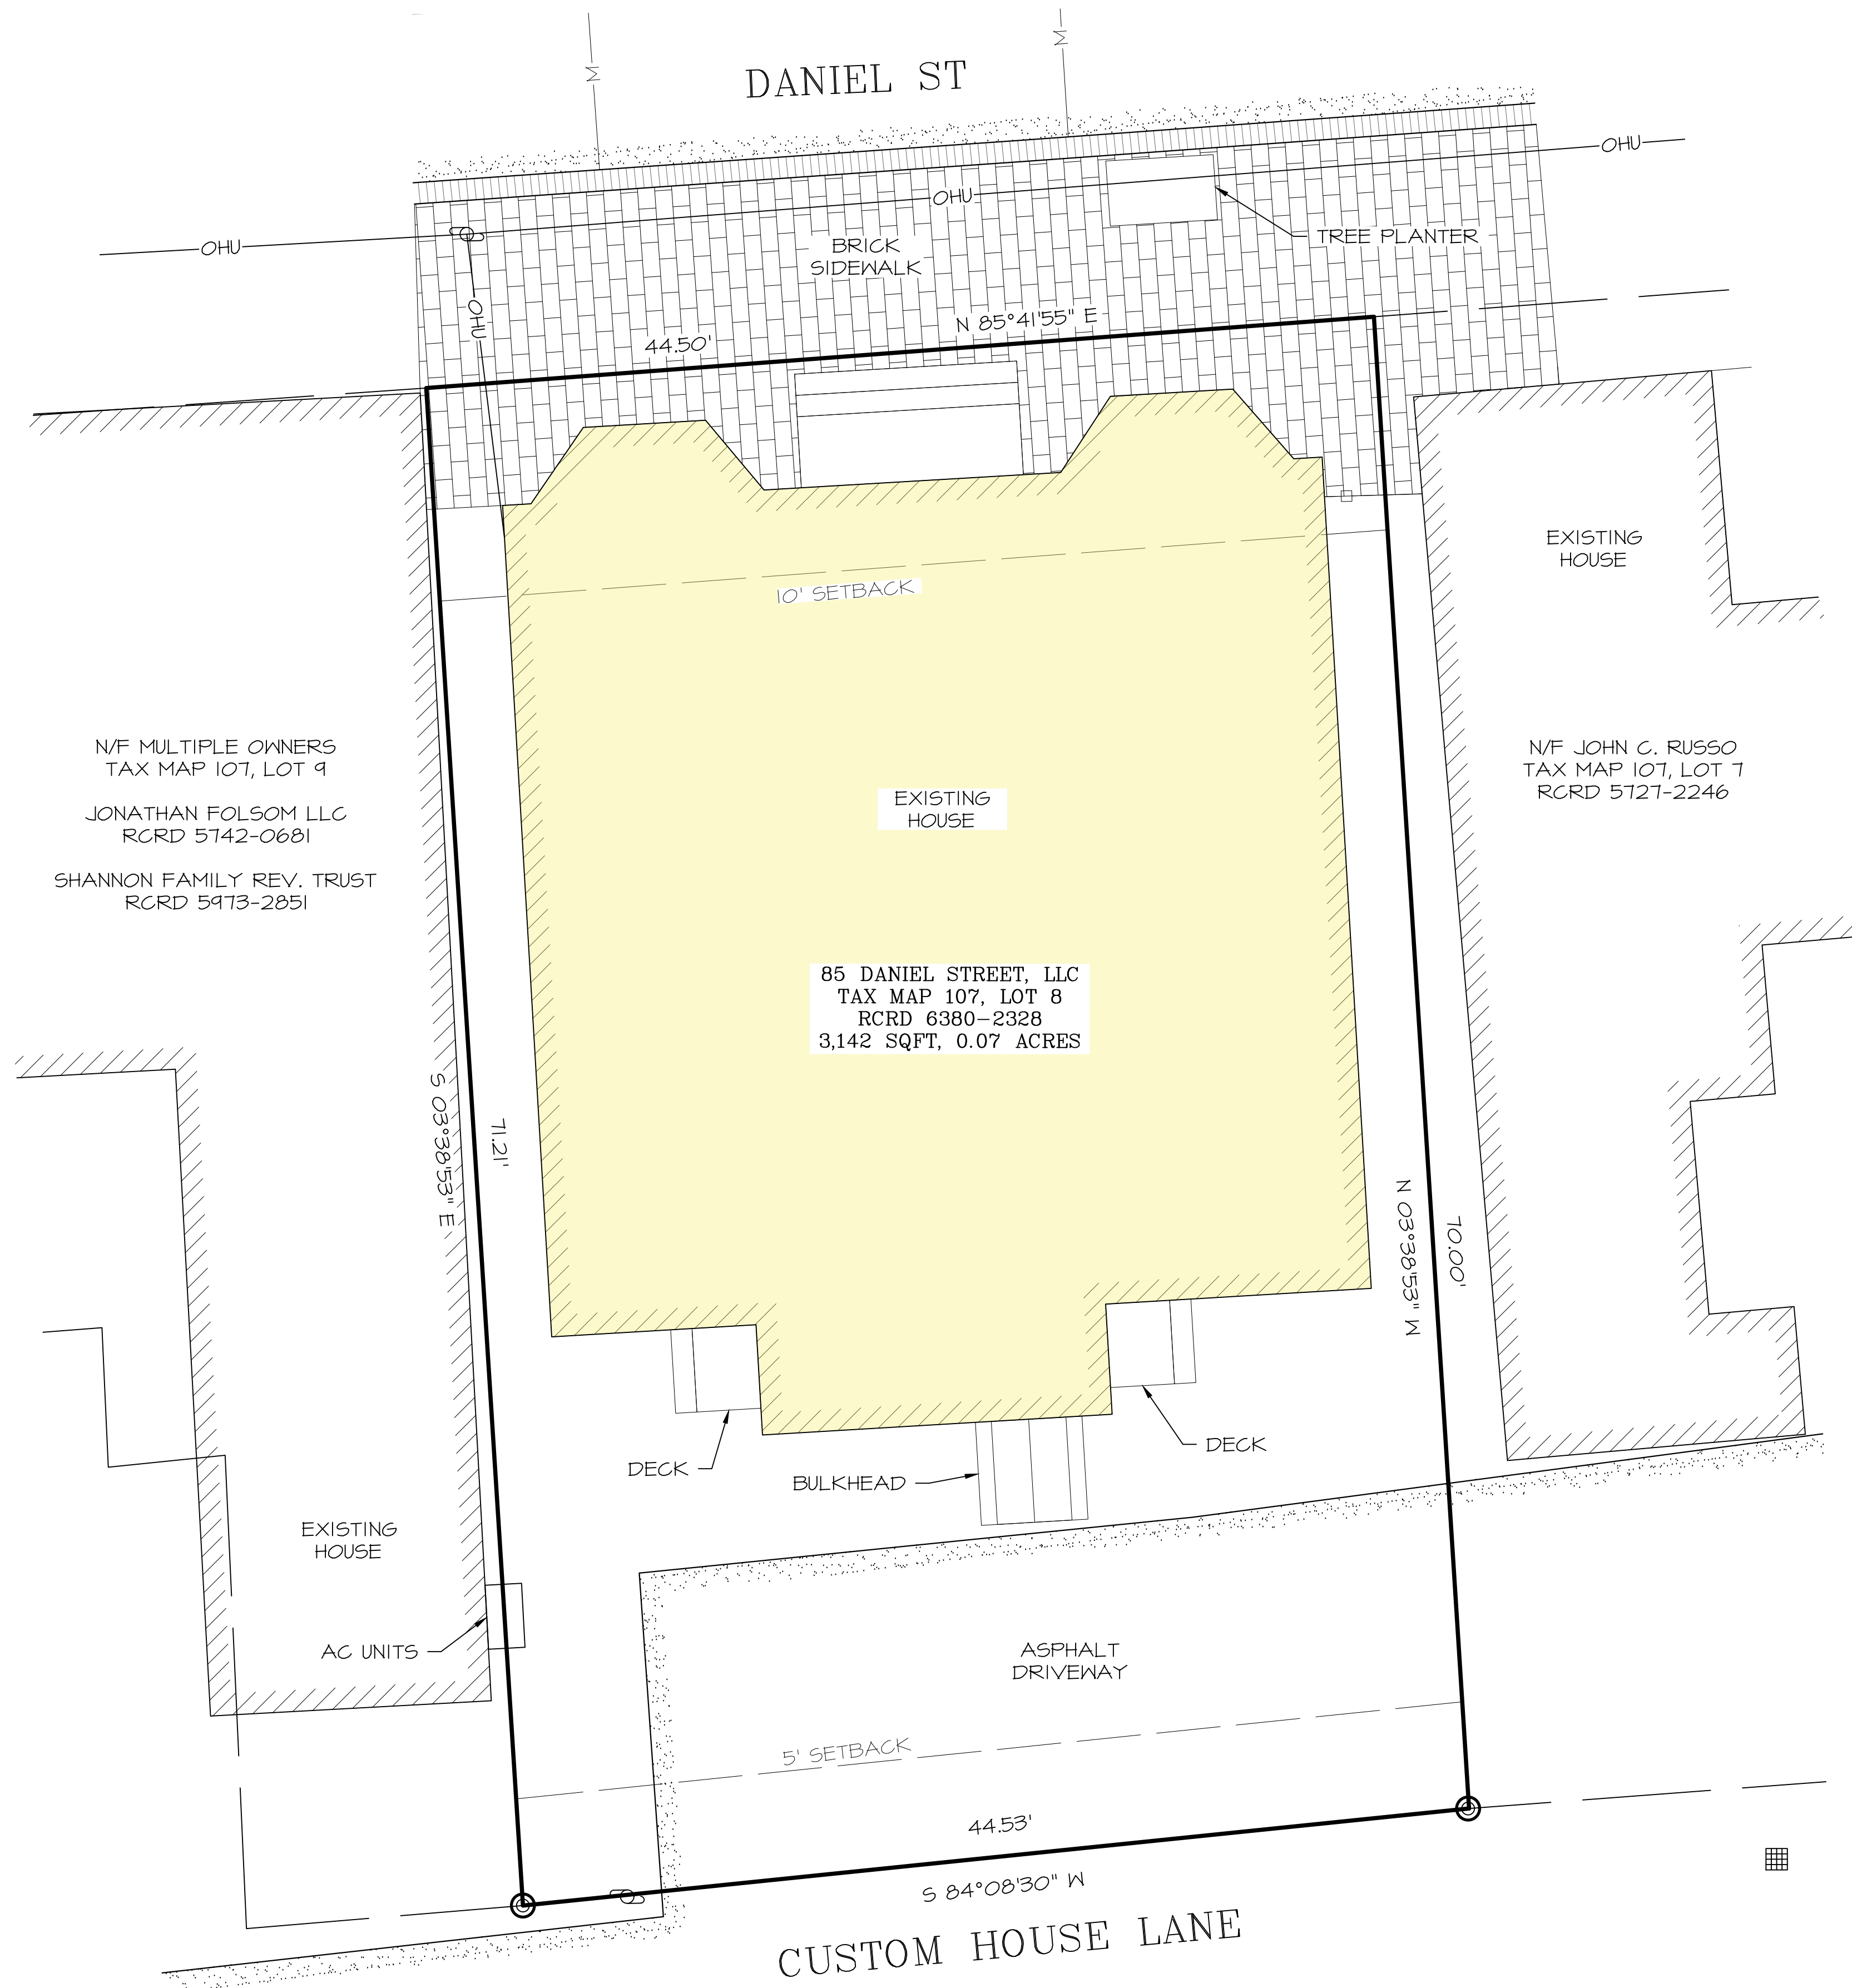 DANIEL ST
W
W
OHU
OHU
OHU
OHU
BRICK
SIDEWALK
TREE PLANTER
44.50'
N 85°41'55" E
10' SETBACK
EXISTING
HOUSE
N/F MULTIPLE OWNERS
TAX MAP 107, LOT 9
JONATHAN FOLSOM LLC
RCRD 5742-0681
SHANNON FAMILY REV. TRUST
RCRD 5973-2851
EXISTING
HOUSE
N/F JOHN C. RUSSO
TAX MAP 107, LOT 7
RCRD 5727-2246
85 DANIEL STREET, LLC
TAX MAP 107, LOT 8
RCRD 6380-2328
3,142 SQFT, 0.07 ACRES
S 03°38'53" E
71.21'
N 03°38'53" W
70.00'
DECK
DECK
BULKHEAD
EXISTING
HOUSE
AC UNITS
ASPHALT
DRIVEWAY
5' SETBACK
44.53'
S 84°08'30" W
CUSTOM HOUSE LANE